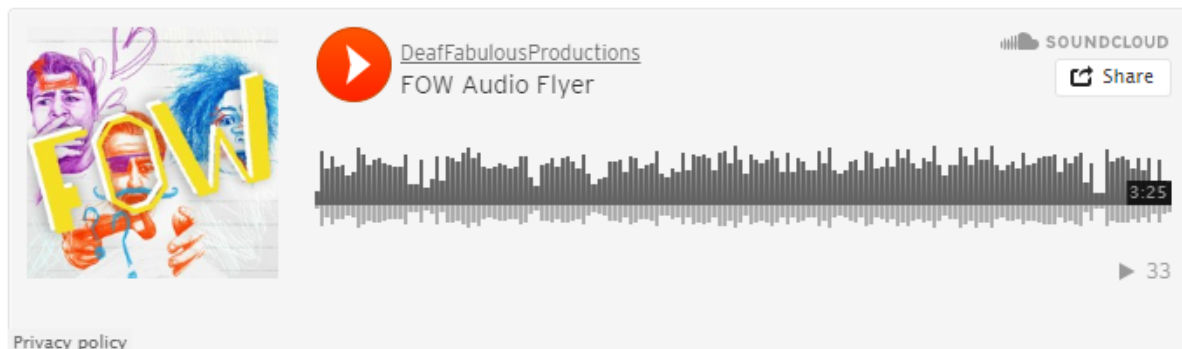 FOW
DeafFabulousProductions
FOW Audio Flyer
SOUNDCLOUD
Share
3:25
33
Privacy policy